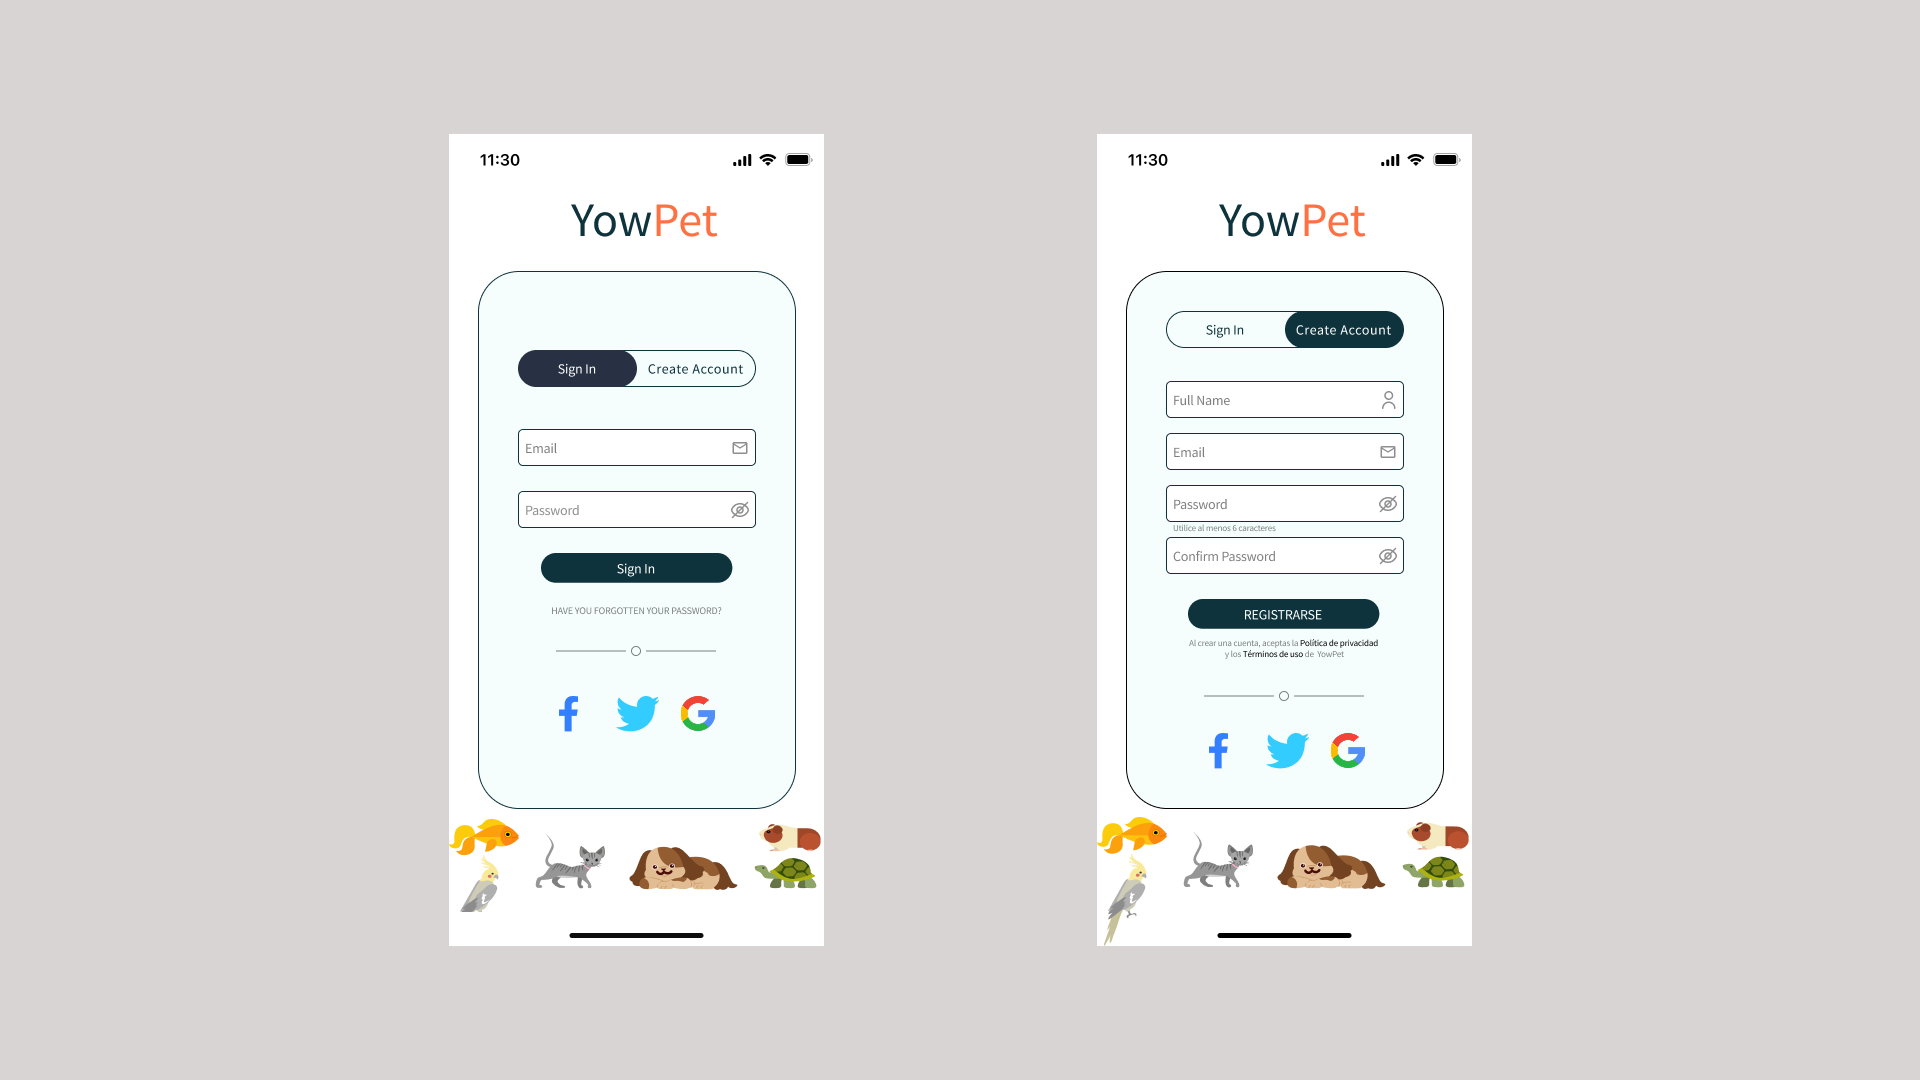 11:30
YowPet
Sign In
Create Account
Email
Password
Sign In
HAVE YOU FORGOTTEN YOUR PASSWORD?
11:30
YowPet
Sign In
Create Account
Full Name
Email
Password
Utilice al menos 6 caracteres
Confirm Password
REGISTRARSE
Al crear una cuenta, aceptas la Política de privacidad
y los Términos de uso de YowPet